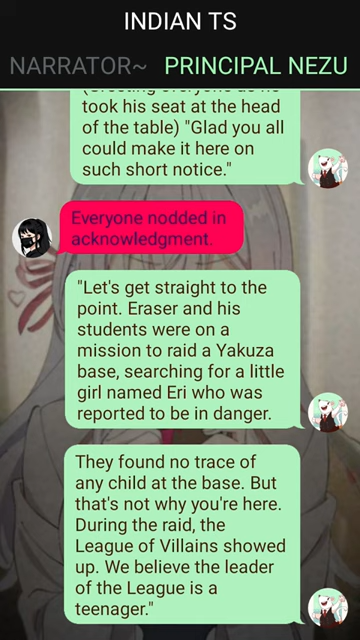 INDIAN TS
NARRATOR~ PRINCIPAL NEZU
(Greeting everyone as he
took his seat at the head
of the table) "Glad you all
could make it here on
such short notice."
Everyone nodded in
acknowledgment.
"Let's get straight to the
point. Eraser and his
students were on a
mission to raid a Yakuza
base, searching for a little
girl named Eri who was
reported to be in danger.
They found no trace of
any child at the base. But
that's not why you're here.
During the raid, the
League of Villains showed
up. We believe the leader
of the League is a
teenager."